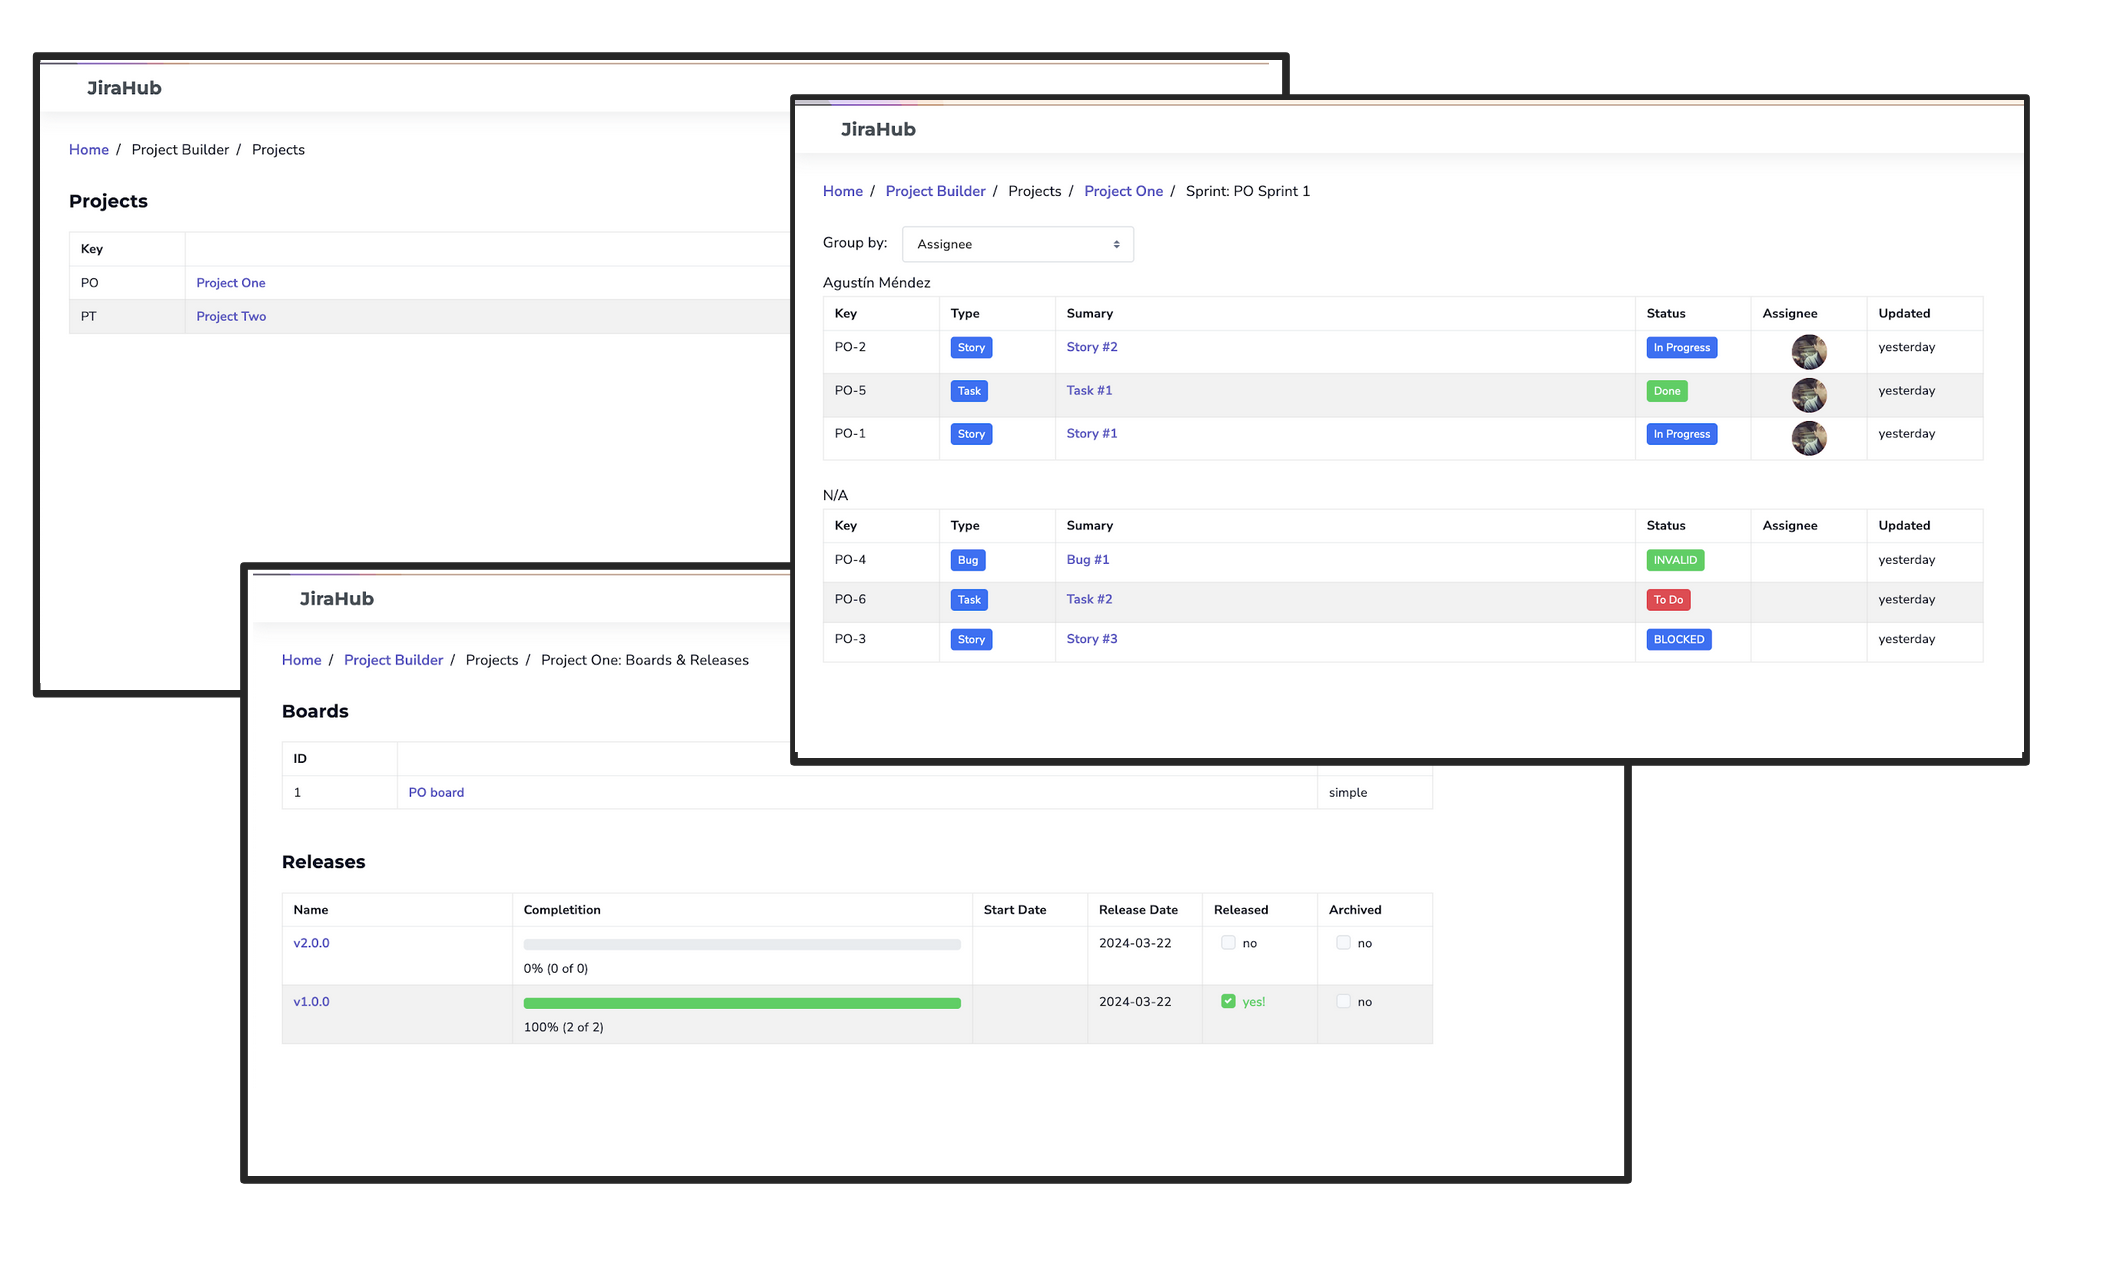 JiraHub
Home / Project Builder / Projects
Projects
Key
PO Project One
PT Project Two
JiraHub
Home / Project Builder / Projects / Project One / Sprint: PO Sprint 1
Group by: Assignee
Agustín Méndez
Key Type Sumary Status Assignee Updated
PO-2 Story Story #2 In Progress yesterday
PO-5 Task Task #1 Done yesterday
PO-1 Story Story #1 In Progress yesterday
N/A
Key Type Sumary Status Assignee Updated
PO-4 Bug Bug #1 INVALID yesterday
PO-6 Task Task #2 To Do yesterday
PO-3 Story Story #3 BLOCKED yesterday
JiraHub
Home / Project Builder / Projects / Project One: Boards & Releases
Boards
ID
1 PO board simple
Releases
Name Completition Start Date Release Date Released Archived
v2.0.0 2024-03-22 no no
0% (0 of 0)
v1.0.0 2024-03-22 yes! no
100% (2 of 2)